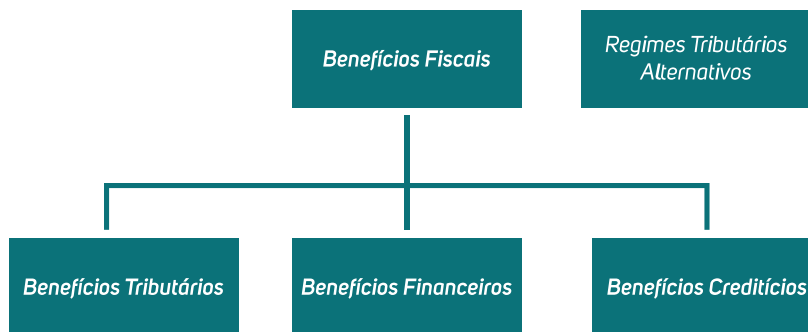 Benefícios Fiscais
Regimes Tributários
Alternativos
Benefícios Tributários
Benefícios Financeiros
Benefícios Creditícios